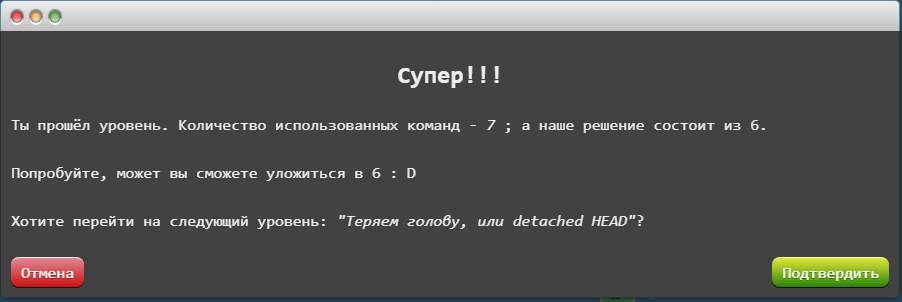 Супер!!!
Ты прошёл уровень. Количество использованных команд - 7 ; а наше решение состоит из 6.
Попробуйте, может вы сможете уложиться в 6 : D
Хотите перейти на следующий уровень: "Теряем голову, или detached HEAD"?
Отмена
Подтвердить